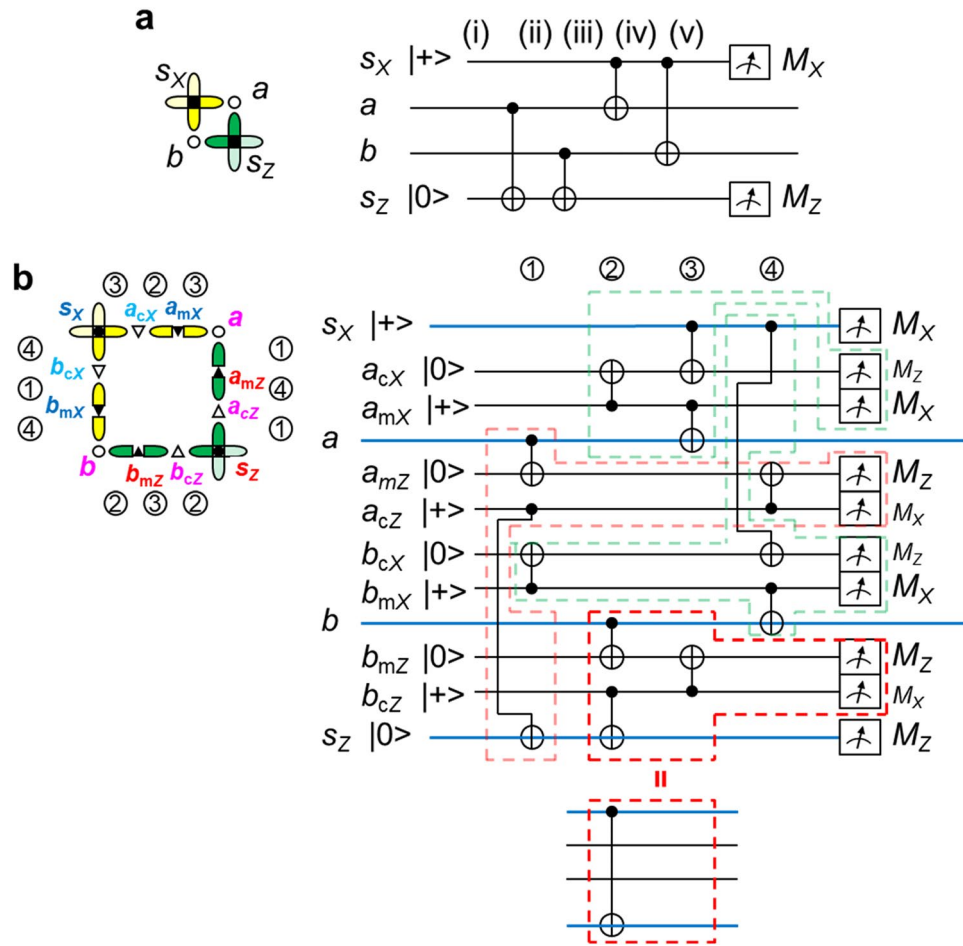 a
(i) (ii) (iii) (iv) (v)
s_X a
b s_Z
s_X |+> M_X
a
b
s_Z |0> M_Z
b
③ ② ③
s_X a_cX a_mX a
④ b_cX ①
① b_mX a_mZ ④
④ a_cZ ①
b b_mZ b_cZ s_Z
② ③ ②
① ② ③ ④
s_X |+> M_X
a_cX |0> M_Z
a_mX |+> M_X
a
a_mZ |0> M_Z
a_cZ |+> M_X
b_cX |0> M_Z
b_mX |+> M_X
b
b_mZ |0> M_Z
b_cZ |+> M_X
s_Z |0> M_Z
=